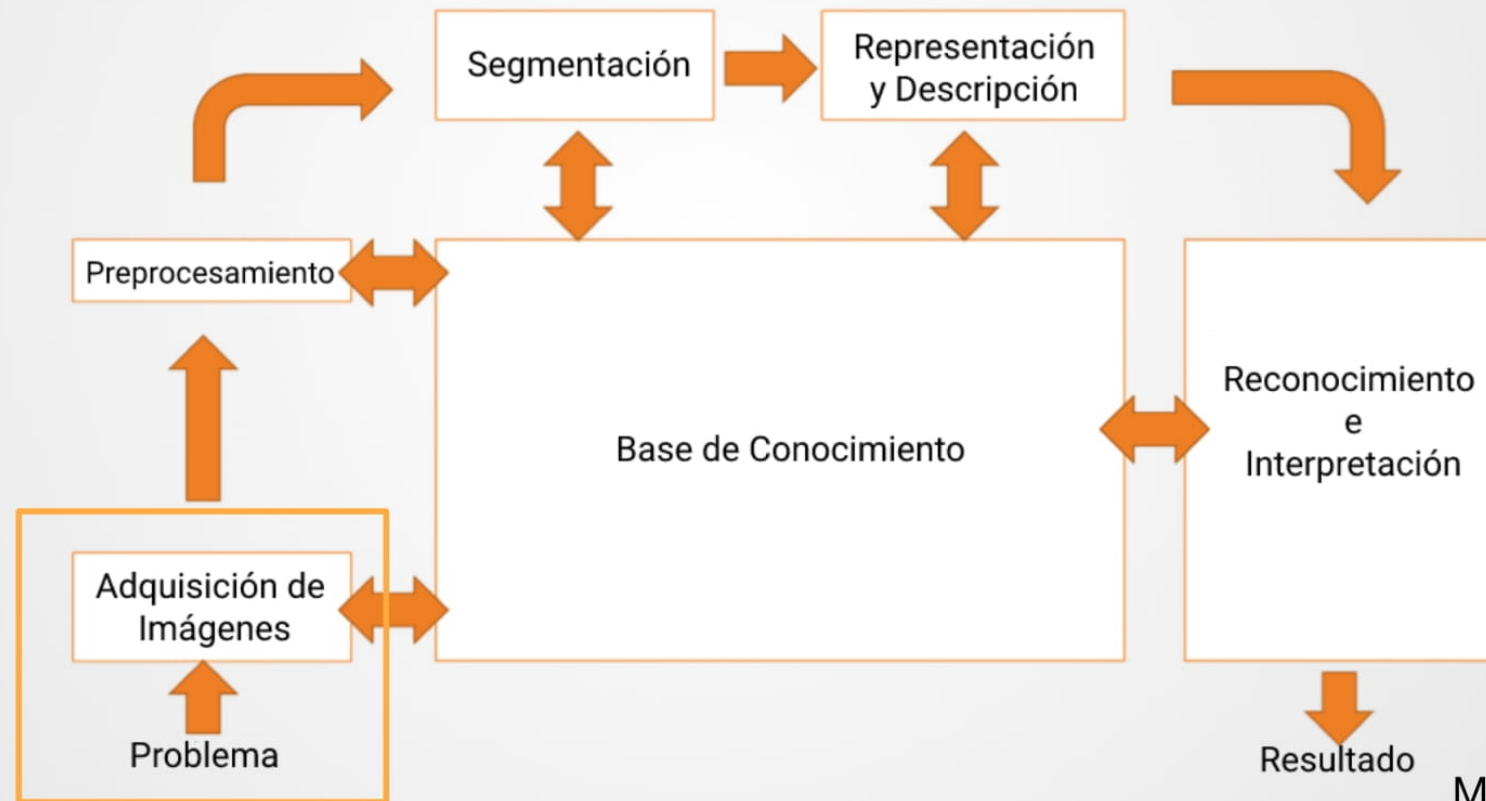 Segmentación
Representación
y Descripción
Preprocesamiento
Base de Conocimiento
Reconocimiento
e
Interpretación
Adquisición de
Imágenes
Problema
Resultado
M